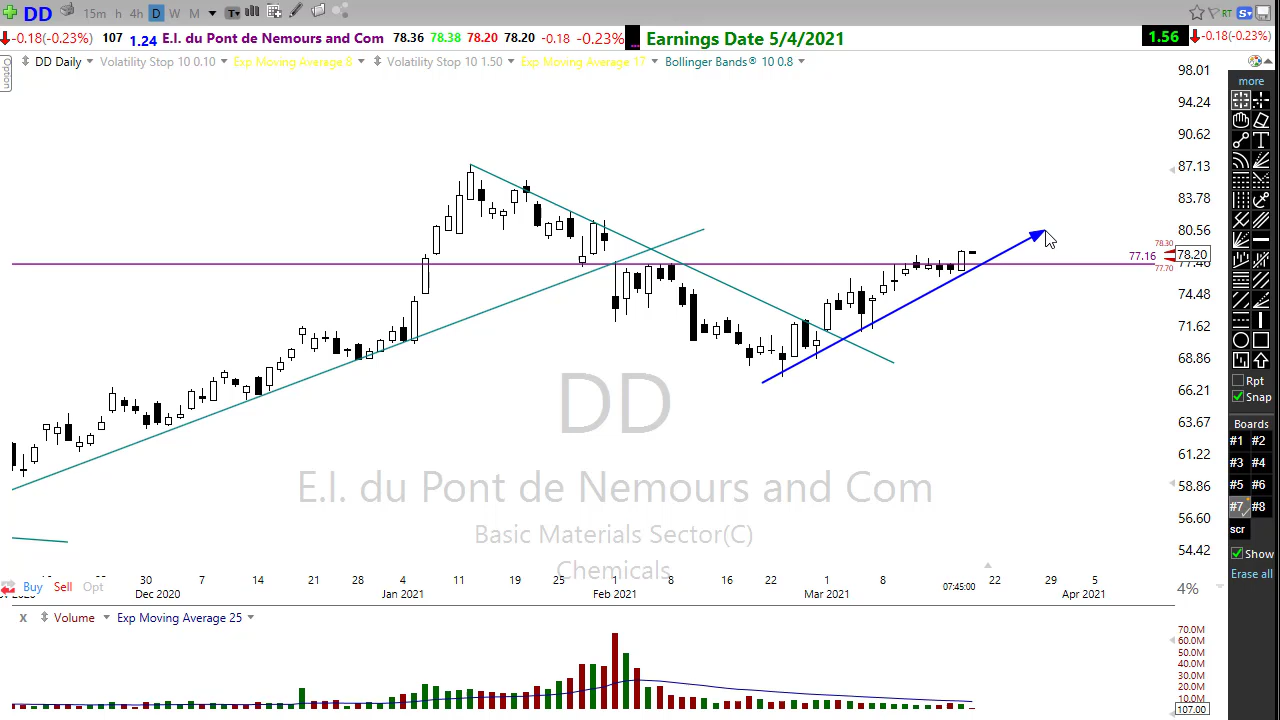 DD 15m h 4h D W M T RT S
-0.18(-0.23%) 107 1.24 E.I. du Pont de Nemours and Com 78.36 78.38 78.20 78.20 -0.18 -0.23% Earnings Date 5/4/2021 1.56 -0.18(-0.23%)
Option
DD Daily Volatility Stop 10 0.10 Exp Moving Average 8 Volatility Stop 10 1.50 Exp Moving Average 17 Bollinger Bands® 10 0.8
98.01
94.24
90.62
87.13
83.78
80.56
78.30
77.16 78.20
77.70
74.48
71.62
68.86
66.21
63.67
61.22
58.86
56.60
54.42
more
Rpt
Snap
Boards
#1 #2
#3 #4
#5 #6
#7 #8
scr
Show
Erase all
DD
E.I. du Pont de Nemours and Com
Basic Materials Sector(C)
Chemicals
Buy Sell Opt
30 7 14 21 28 4 11 19 25 1 8 16 22 1 8 07:45:00 22 29 5
Dec 2020 Jan 2021 Feb 2021 Mar 2021 Apr 2021
4%
X Volume Exp Moving Average 25
70.0M
60.0M
50.0M
40.0M
30.0M
20.0M
10.0M
107.00